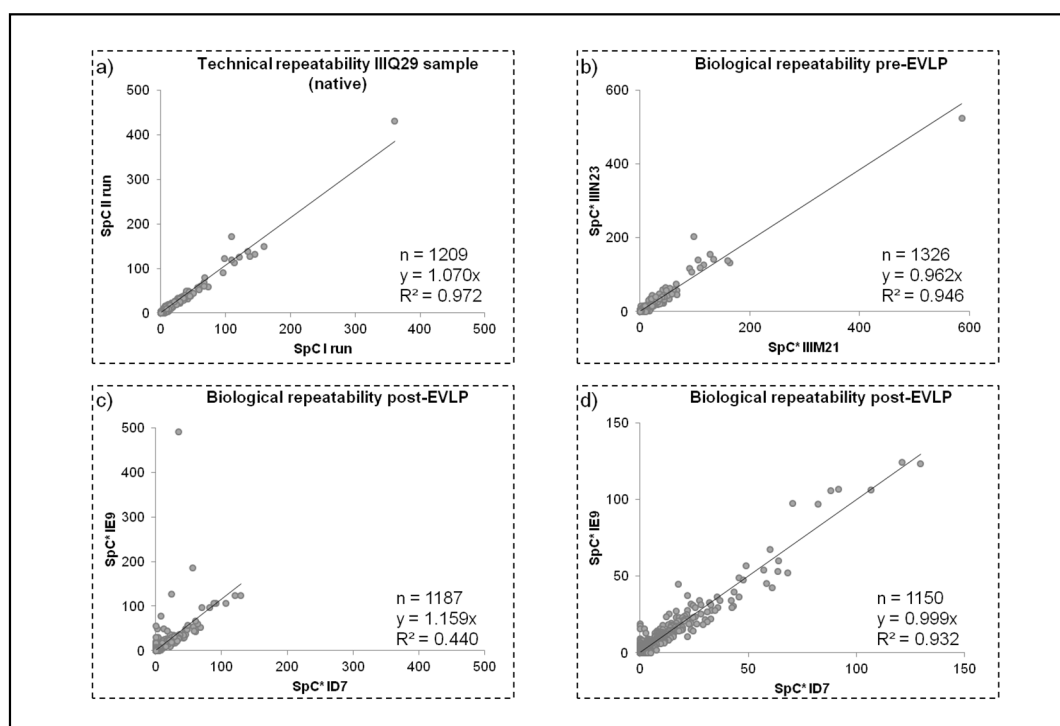 a)
Technical repeatability IIIQ29 sample
(native)
500
400
300
200
100
0
SpC II run
n = 1209
y = 1.070x
R² = 0.972
0 100 200 300 400 500
SpC I run
b)
Biological repeatability pre-EVLP
600
400
200
0
SpC* IIIN23
n = 1326
y = 0.962x
R² = 0.946
0 200 400 600
SpC* IIIM21
c)
Biological repeatability post-EVLP
500
400
300
200
100
0
SpC* IE9
n = 1187
y = 1.159x
R² = 0.440
0 100 200 300 400 500
SpC* ID7
d)
Biological repeatability post-EVLP
150
100
50
0
SpC* IE9
n = 1150
y = 0.999x
R² = 0.932
0 50 100 150
SpC* ID7